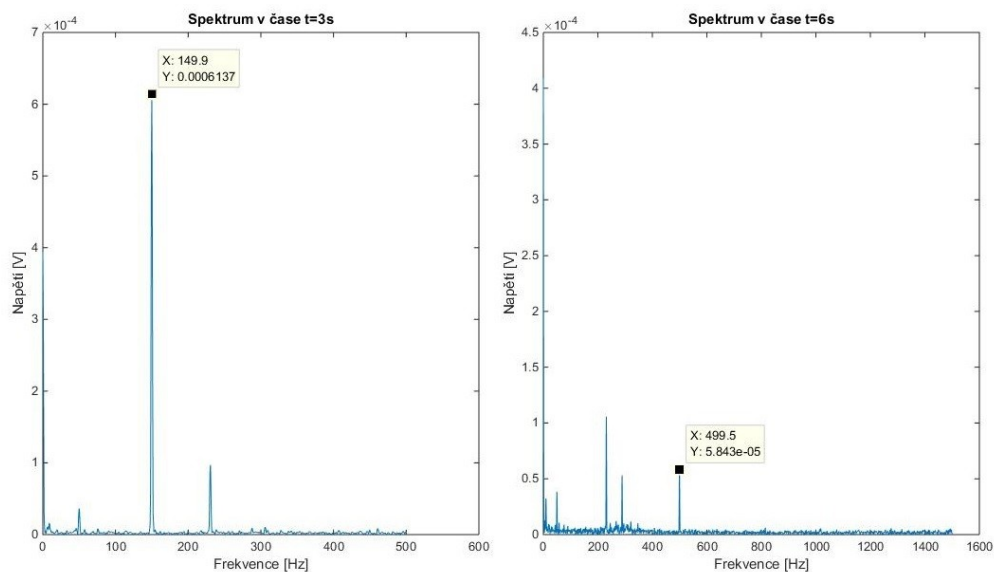 Spektrum v čase t=3s
×10⁻⁴
7
6
5
4
3
2
1
0
Napětí [V]
X: 149.9
Y: 0.0006137
0 100 200 300 400 500 600
Frekvence [Hz]
Spektrum v čase t=6s
×10⁻⁴
4.5
4
3.5
3
2.5
2
1.5
1
0.5
0
Napětí [V]
X: 499.5
Y: 5.843e-05
0 200 400 600 800 1000 1200 1400 1600
Frekvence [Hz]